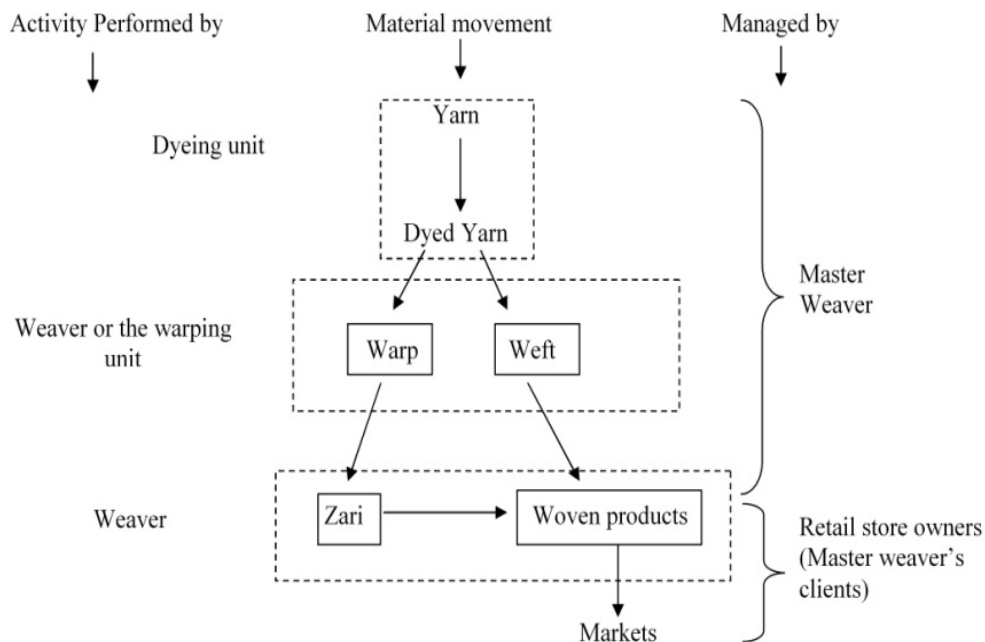 Activity Performed by
Material movement
Managed by
Yarn
Dyeing unit
Dyed Yarn
Master
Weaver
Weaver or the warping
unit
Warp
Weft
Weaver
Zari
Woven products
Retail store owners
(Master weaver's
clients)
Markets